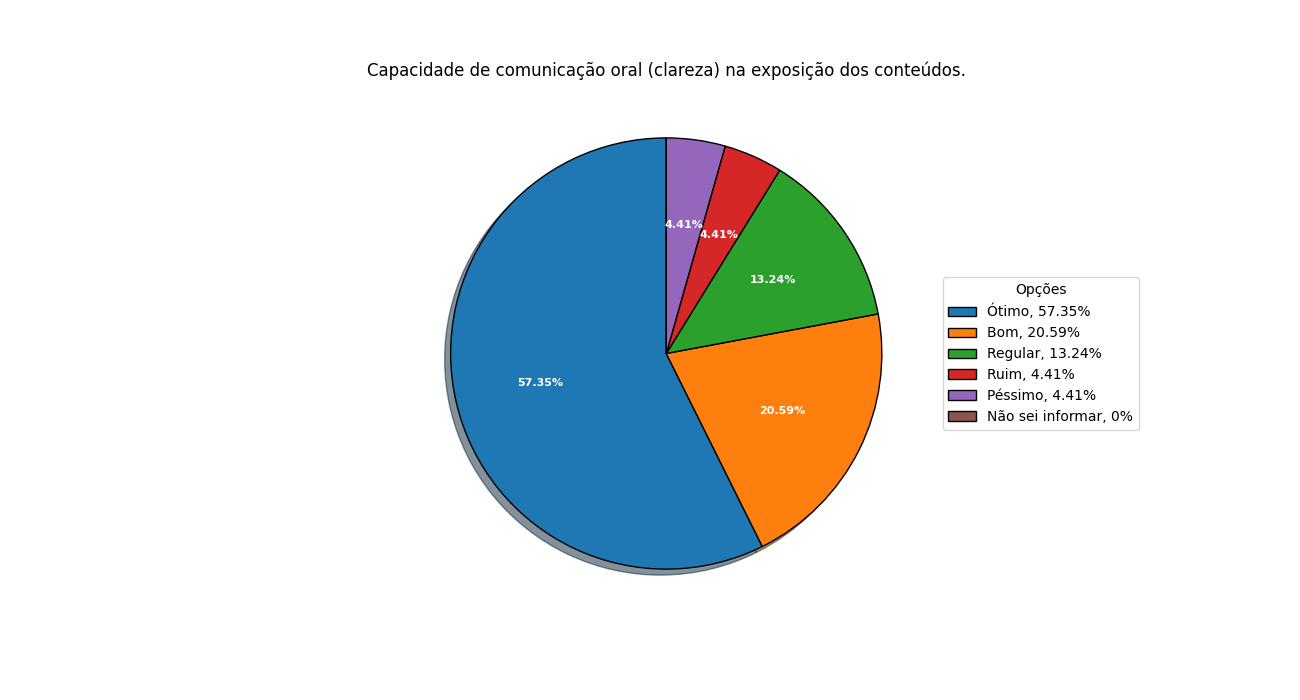 Capacidade de comunicação oral (clareza) na exposição dos conteúdos.
4.41%
4.41%
13.24%
57.35%
20.59%
Opções
Ótimo, 57.35%
Bom, 20.59%
Regular, 13.24%
Ruim, 4.41%
Péssimo, 4.41%
Não sei informar, 0%